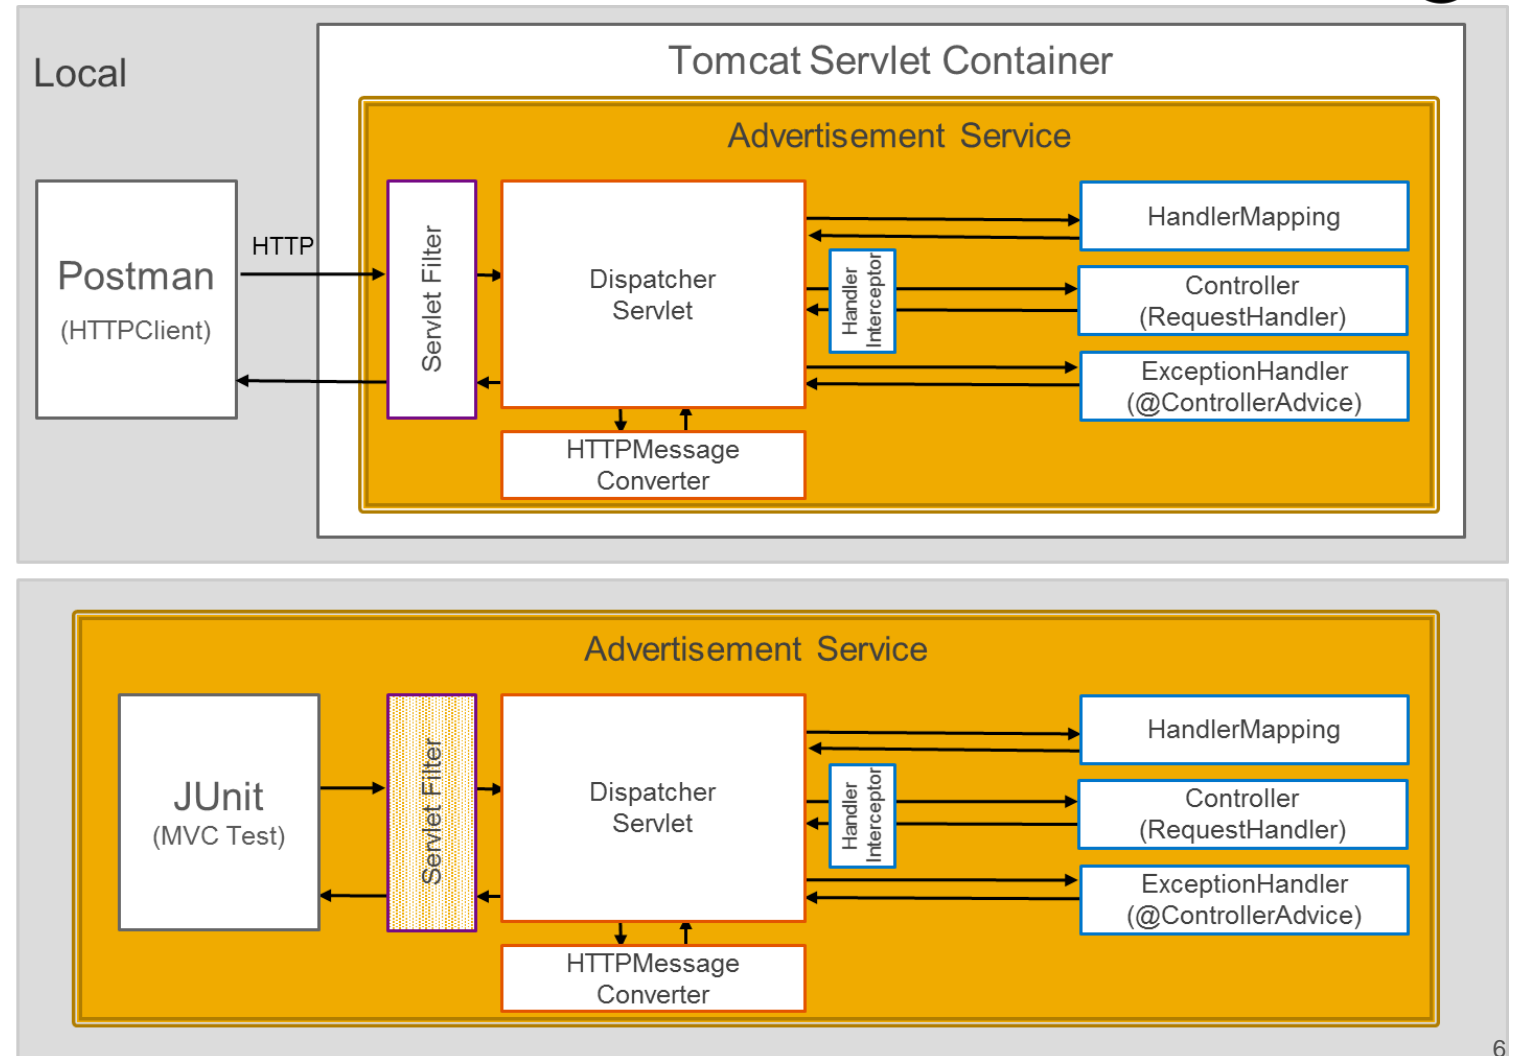 Local
Tomcat Servlet Container
Advertisement Service
Postman
(HTTPClient)
HTTP
Servlet Filter
Dispatcher
Servlet
HTTPMessage
Converter
Handler
Interceptor
HandlerMapping
Controller
(RequestHandler)
ExceptionHandler
(@ControllerAdvice)
Advertisement Service
JUnit
(MVC Test)
Servlet Filter
Dispatcher
Servlet
HTTPMessage
Converter
Handler
Interceptor
HandlerMapping
Controller
(RequestHandler)
ExceptionHandler
(@ControllerAdvice)
6